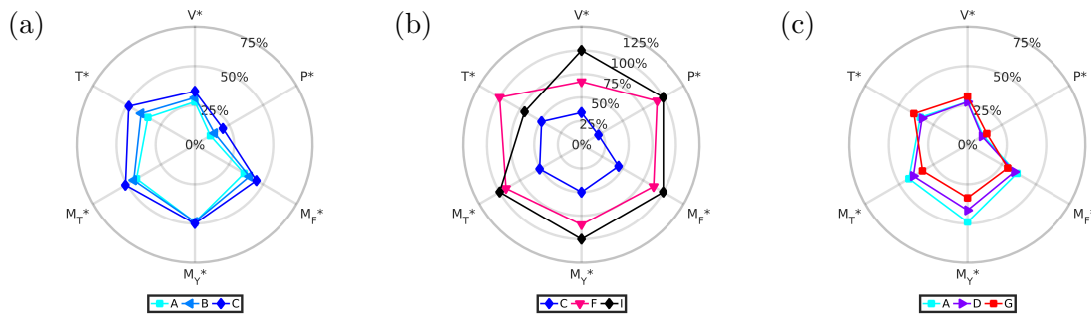 (a)
V*
75%
50%
25%
0%
T*
P*
M_T*
M_F*
M_Y*
A B C
(b)
V*
125%
100%
75%
50%
25%
0%
T*
P*
M_T*
M_F*
M_Y*
C F I
(c)
V*
75%
50%
25%
0%
T*
P*
M_T*
M_F*
M_Y*
A D G